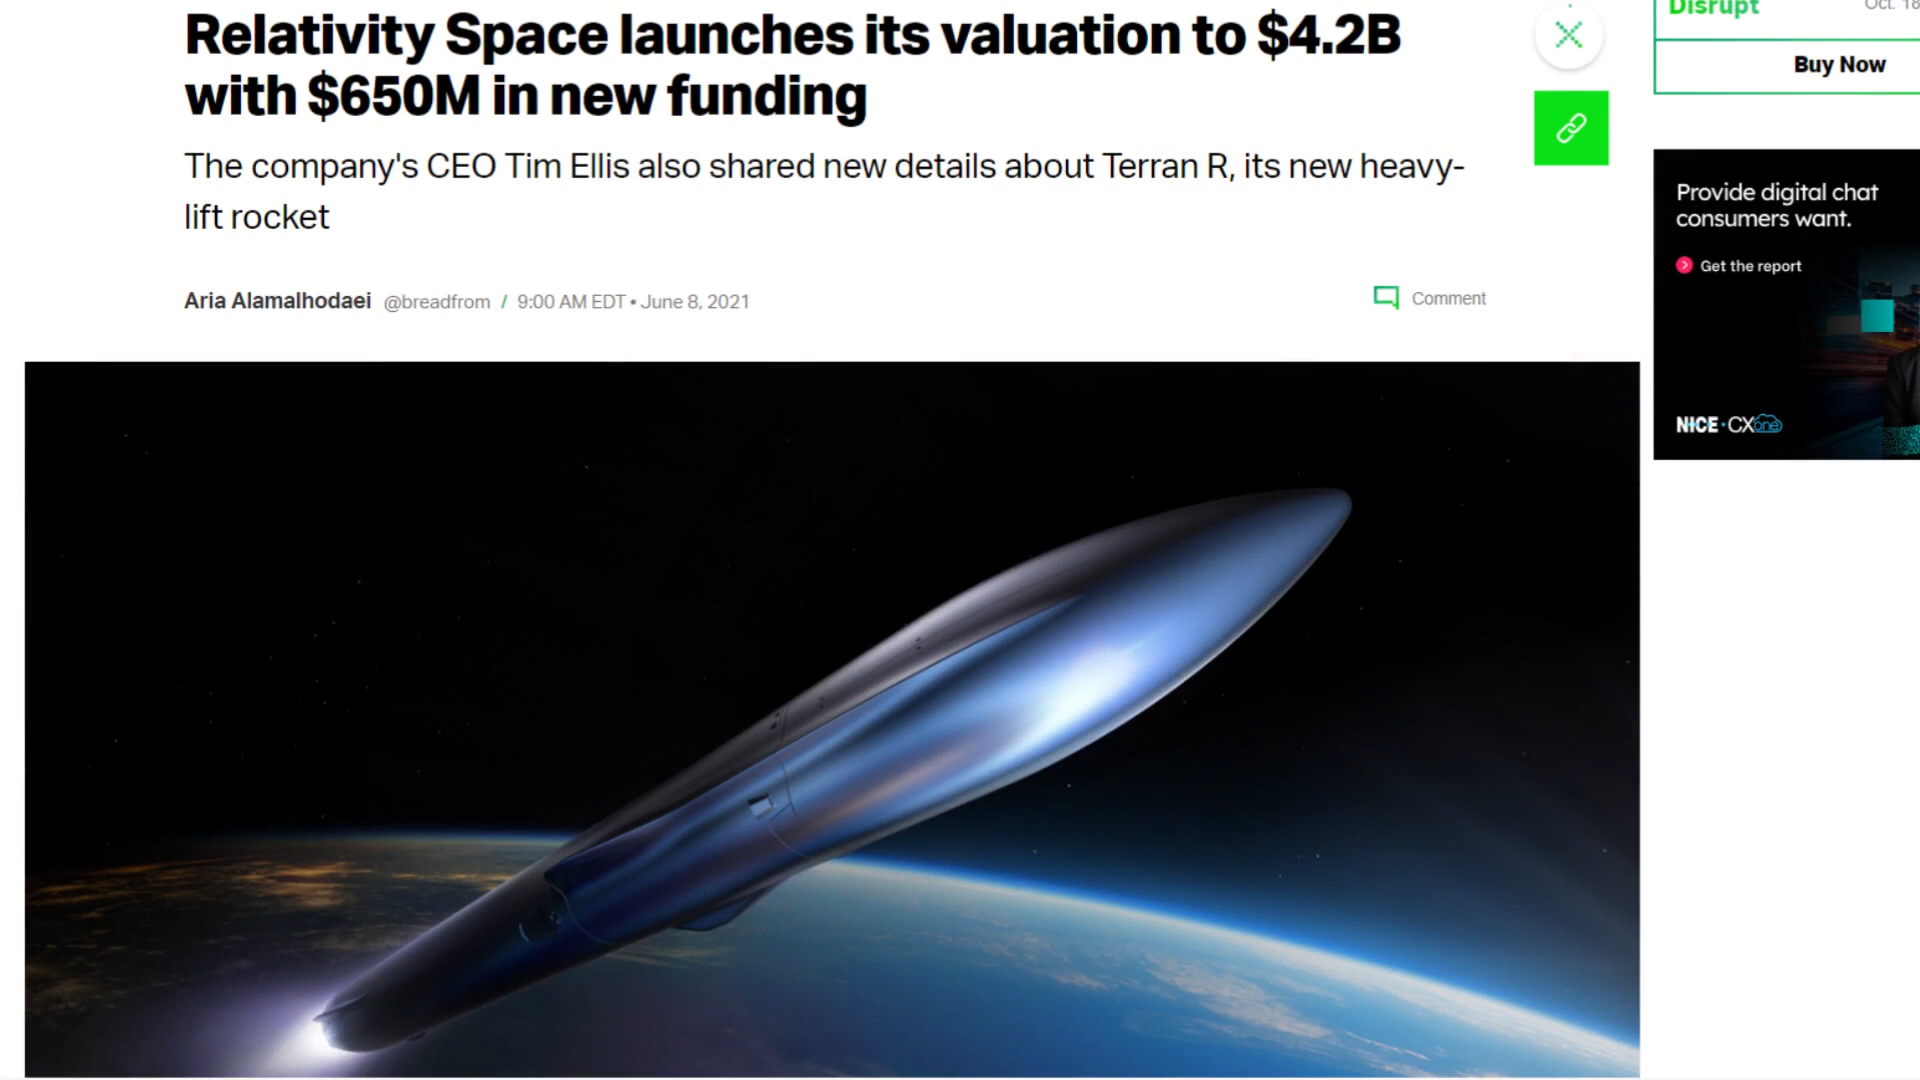 Relativity Space launches its valuation to $4.2B
with $650M in new funding
The company's CEO Tim Ellis also shared new details about Terran R, its new heavy-
lift rocket
Aria Alamalhodaei @breadfrom / 9:00 AM EDT • June 8, 2021
Comment
Disrupt
Oct. 18
Buy Now
Provide digital chat
consumers want.
Get the report
NICE · CXone